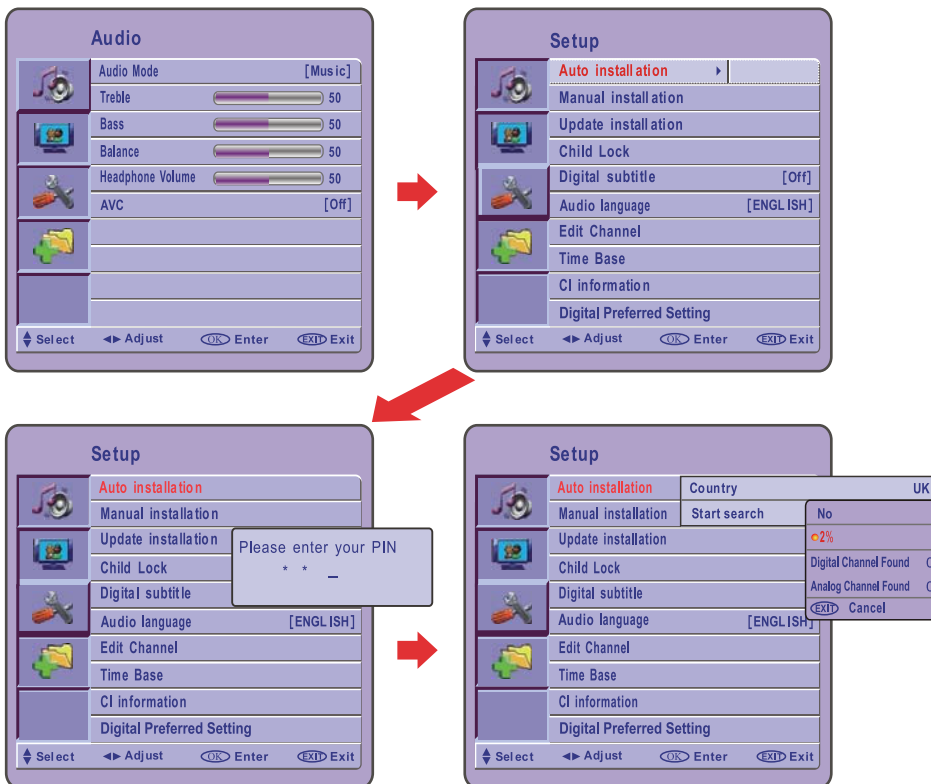 Audio
Audio Mode [Music]
Treble 50
Bass 50
Balance 50
Headphone Volume 50
AVC [Off]
Select Adjust OK Enter EXIT Exit
Setup
Auto installation
Manual installation
Update installation
Child Lock
Digital subtitle [Off]
Audio language [ENGLISH]
Edit Channel
Time Base
CI information
Digital Preferred Setting
Select Adjust OK Enter EXIT Exit
Setup
Auto installation
Manual installation
Update installation
Child Lock
Digital subtitle
Audio language [ENGLISH]
Edit Channel
Time Base
CI information
Digital Preferred Setting
Select Adjust OK Enter EXIT Exit
Please enter your PIN
* * _
Setup
Auto installation
Manual installation
Update installation
Child Lock
Digital subtitle
Audio language [ENGLISH]
Edit Channel
Time Base
CI information
Digital Preferred Setting
Select Adjust OK Enter EXIT Exit
Country UK
Start search
No
2%
Digital Channel Found
Analog Channel Found
EXIT Cancel